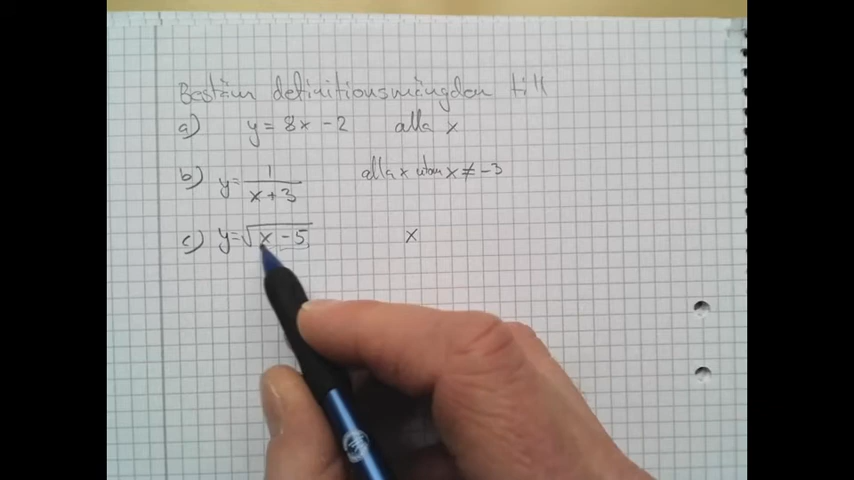 Bestäm definitionsmängden till
a) y = 8x - 2 alla x
b) y = 1/(x + 3) alla x utom x ≠ -3
c) y = √(x - 5) x